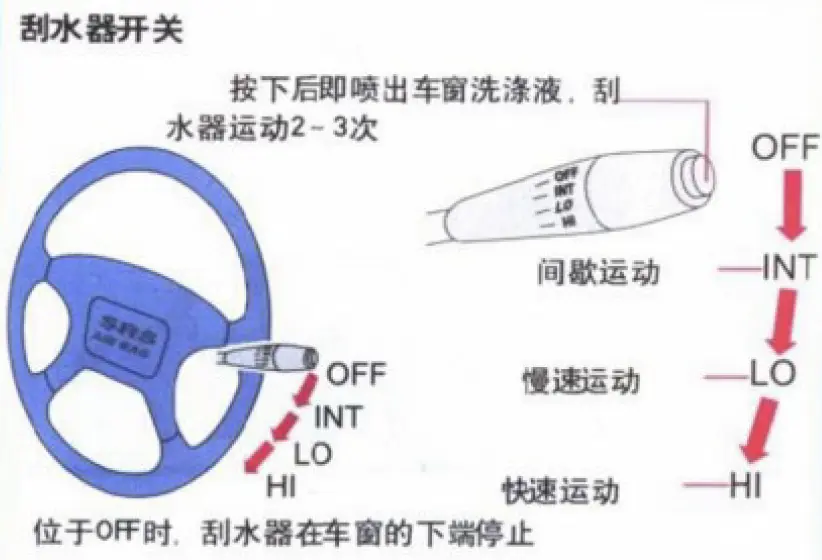 刮水器开关
按下后即喷出车窗洗涤液，刮
水器运动2～3次
OFF
INT
LO
HI
OFF
间歇运动 INT
慢速运动 LO
快速运动 HI
SRS
AIR BAG
OFF
INT
LO
HI
位于OFF时，刮水器在车窗的下端停止